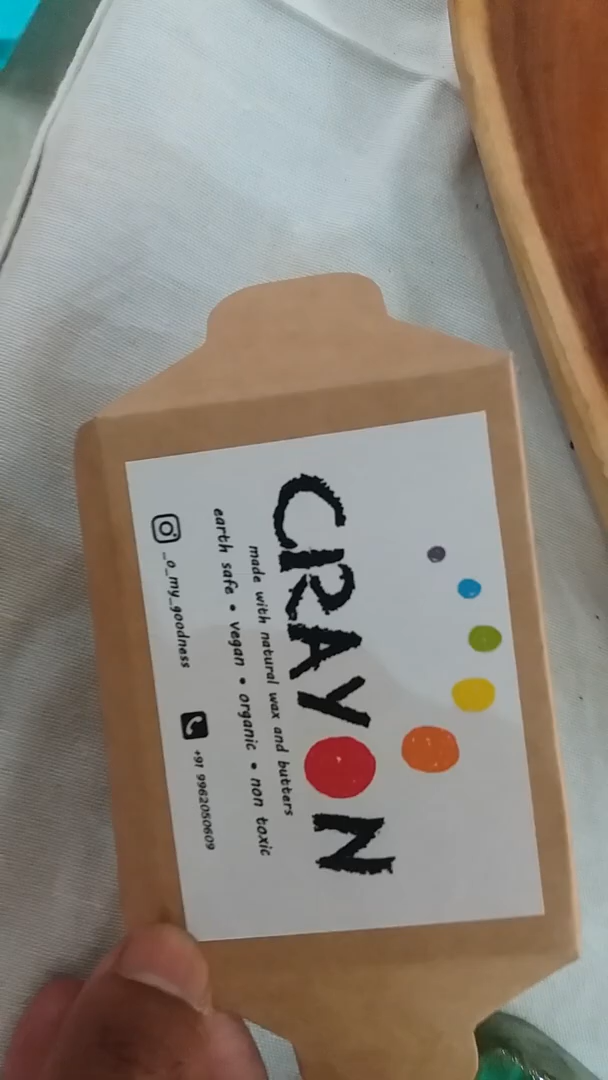 CRAYON
made with natural wax and butters
earth safe • vegan • organic • non toxic
_o_my_goodness +91 9962050609